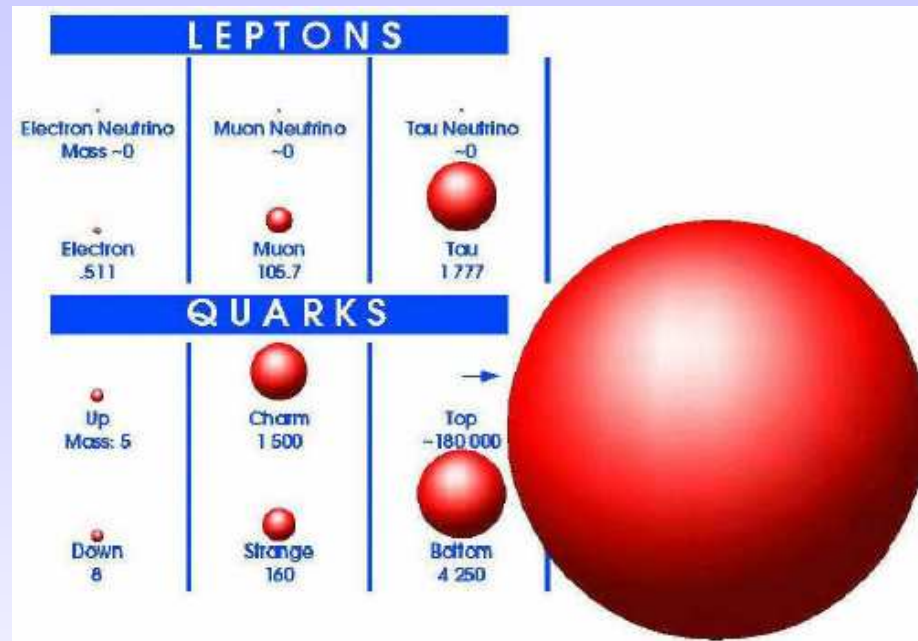 LEPTONS
Electron Neutrino
Mass ~0
Muon Neutrino
~0
Tau Neutrino
~0
Electron
.511
Muon
105.7
Tau
1 777
QUARKS
Up
Mass: 5
Charm
1 500
Top
~180 000
Down
8
Strange
160
Bottom
4 250